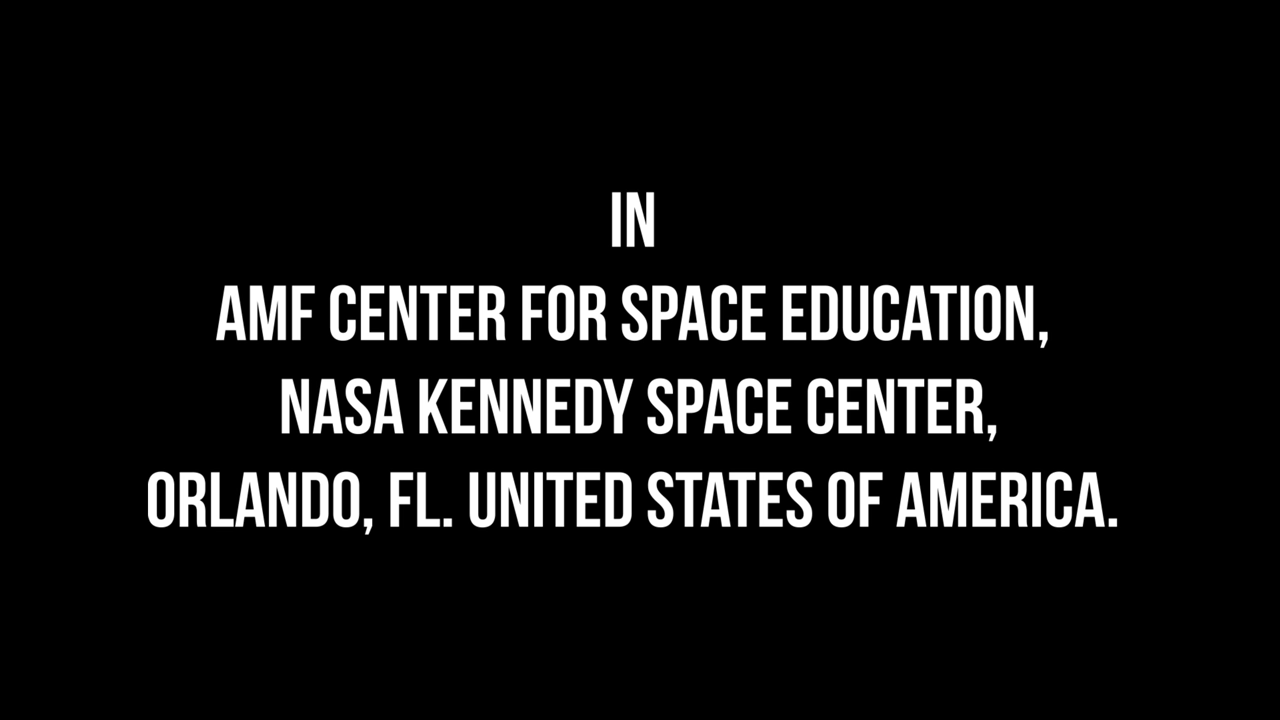 IN
AMF CENTER FOR SPACE EDUCATION,
NASA KENNEDY SPACE CENTER,
ORLANDO, FL. UNITED STATES OF AMERICA.